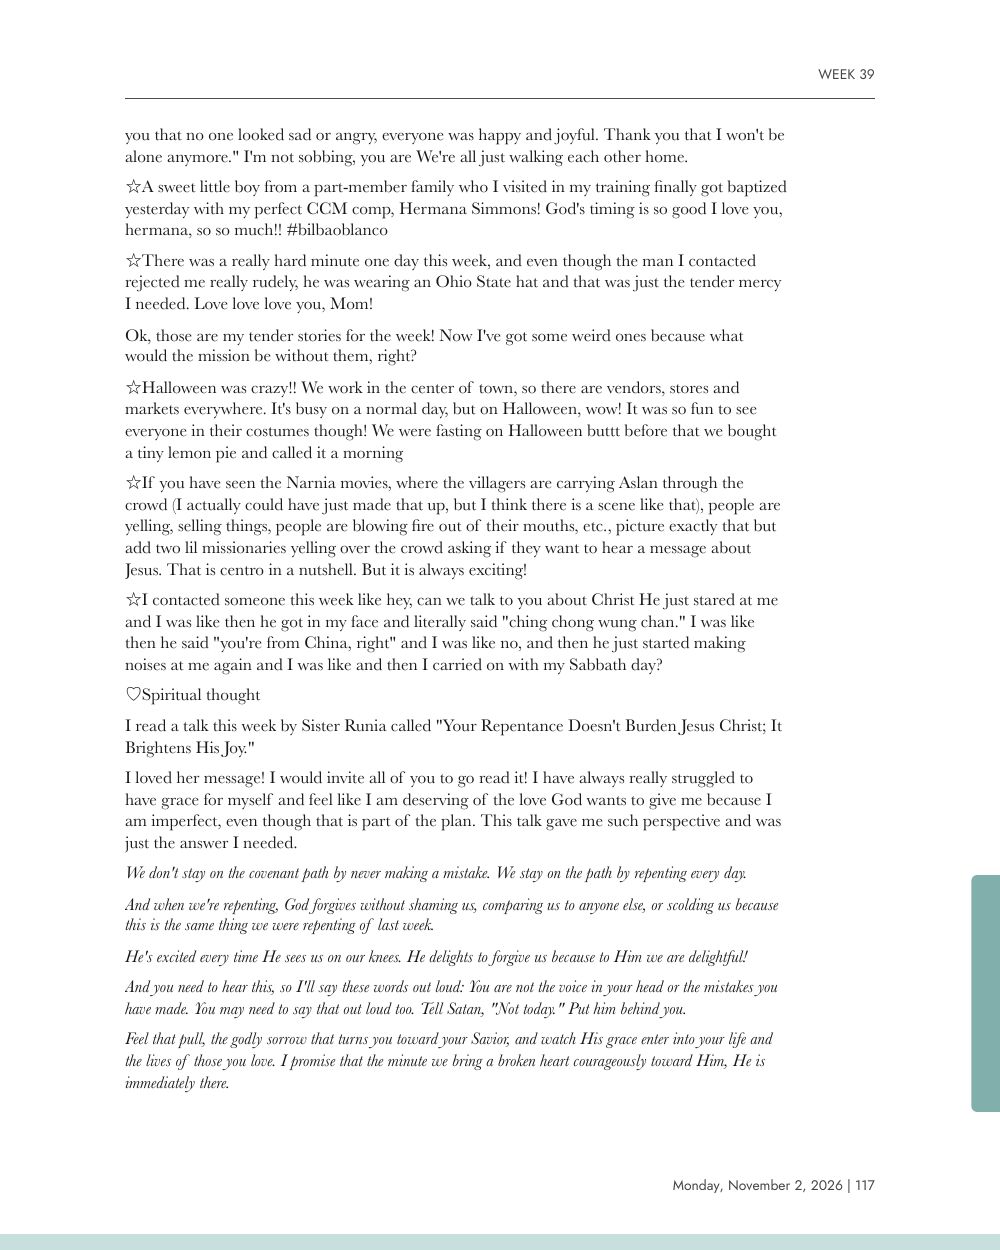 WEEK 39
you that no one looked sad or angry, everyone was happy and joyful. Thank you that I won't be
alone anymore." I'm not sobbing, you are We're all just walking each other home.
☆A sweet little boy from a part-member family who I visited in my training finally got baptized
yesterday with my perfect CCM comp, Hermana Simmons! God's timing is so good I love you,
hermana, so so much!! #bilbaoblanco
☆There was a really hard minute one day this week, and even though the man I contacted
rejected me really rudely, he was wearing an Ohio State hat and that was just the tender mercy
I needed. Love love love you, Mom!
Ok, those are my tender stories for the week! Now I've got some weird ones because what
would the mission be without them, right?
☆Halloween was crazy!! We work in the center of town, so there are vendors, stores and
markets everywhere. It's busy on a normal day, but on Halloween, wow! It was so fun to see
everyone in their costumes though! We were fasting on Halloween buttt before that we bought
a tiny lemon pie and called it a morning
☆If you have seen the Narnia movies, where the villagers are carrying Aslan through the
crowd (I actually could have just made that up, but I think there is a scene like that), people are
yelling, selling things, people are blowing fire out of their mouths, etc., picture exactly that but
add two lil missionaries yelling over the crowd asking if they want to hear a message about
Jesus. That is centro in a nutshell. But it is always exciting!
☆I contacted someone this week like hey, can we talk to you about Christ He just stared at me
and I was like then he got in my face and literally said "ching chong wung chan." I was like
then he said "you're from China, right" and I was like no, and then he just started making
noises at me again and I was like and then I carried on with my Sabbath day?
♡Spiritual thought
I read a talk this week by Sister Runia called "Your Repentance Doesn't Burden Jesus Christ; It
Brightens His Joy."
I loved her message! I would invite all of you to go read it! I have always really struggled to
have grace for myself and feel like I am deserving of the love God wants to give me because I
am imperfect, even though that is part of the plan. This talk gave me such perspective and was
just the answer I needed.
We don't stay on the covenant path by never making a mistake. We stay on the path by repenting every day.
And when we're repenting, God forgives without shaming us, comparing us to anyone else, or scolding us because
this is the same thing we were repenting of last week.
He's excited every time He sees us on our knees. He delights to forgive us because to Him we are delightful!
And you need to hear this, so I'll say these words out loud: You are not the voice in your head or the mistakes you
have made. You may need to say that out loud too. Tell Satan, "Not today." Put him behind you.
Feel that pull, the godly sorrow that turns you toward your Savior, and watch His grace enter into your life and
the lives of those you love. I promise that the minute we bring a broken heart courageously toward Him, He is
immediately there.
Monday, November 2, 2026 | 117